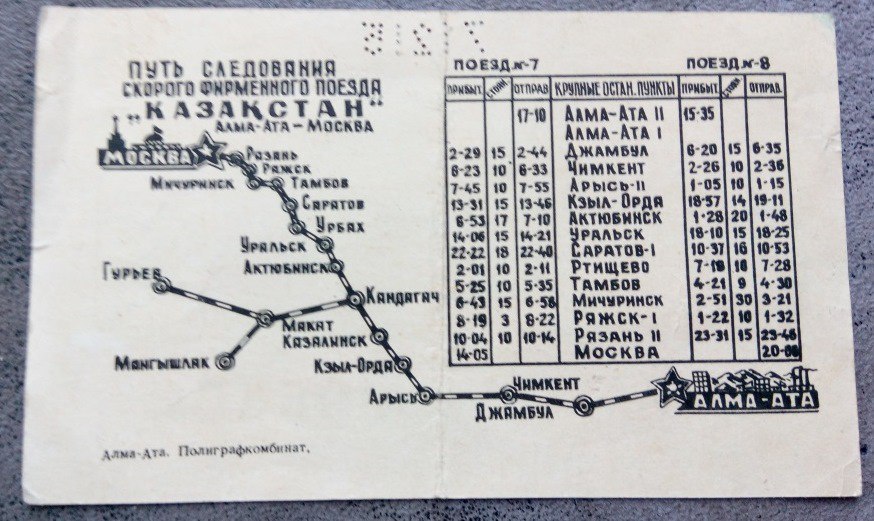 ПУТЬ СЛЕДОВАНИЯ
СКОРОГО ФИРМЕННОГО ПОЕЗДА
„КАЗАҚСТАН"
АЛМА-АТА — МОСКВА
МОСКВА
РЯЗАНЬ
РЯЖСК
МИЧУРИНСК
ТАМБОВ
САРАТОВ
УРБАХ
УРАЛЬСК
АКТЮБИНСК
ГУРЬЕВ
КАНДАГАЧ
МАКАТ
КАЗАЛИНСК
МАНГЫШЛАК
КЗЫЛ-ОРДА
АРЫСЬ
ЧИМКЕНТ
ДЖАМБУЛ
АЛМА-АТА
Алма-Ата. Полиграфкомбинат.
ПОЕЗД №-7 ПОЕЗД №-8
ПРИБЫТ. СТОЯН. ОТПРАВ КРУПНЫЕ ОСТАН. ПУНКТЫ ПРИБЫТ. СТОЯН. ОТПРАВ.
17-10 АЛМА-АТА II 15-35
АЛМА-АТА I
2-29 15 2-44 ДЖАМБУЛ 6-20 15 6-35
6-23 10 6-33 ЧИМКЕНТ 2-26 10 2-36
7-45 10 7-55 АРЫСЬ-II 1-05 10 1-15
13-31 15 13-46 КЗЫЛ-ОРДА 18-57 14 19-11
6-53 17 7-10 АКТЮБИНСК 1-28 20 1-48
14-06 15 14-21 УРАЛЬСК 18-10 15 18-25
22-22 18 22-40 САРАТОВ-I 10-37 16 10-53
2-01 10 2-11 РТИЩЕВО 7-18 10 7-28
5-25 10 5-35 ТАМБОВ 4-21 9 4-30
6-43 15 6-58 МИЧУРИНСК 2-51 30 3-21
8-19 3 8-22 РЯЖСК-I 1-22 10 1-32
10-04 10 10-14 РЯЗАНЬ II 23-31 15 23-46
14-05 МОСКВА